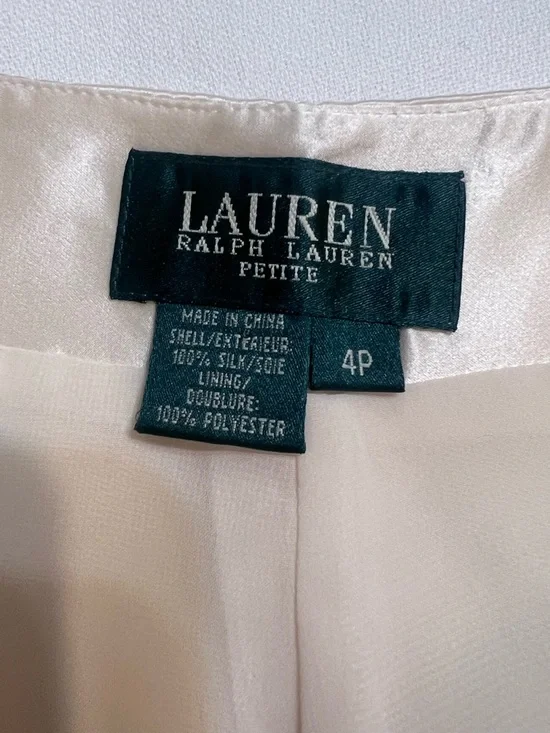 LAUREN
RALPH LAUREN
PETITE
MADE IN CHINA
SHELL/EXTÉRIEUR:
100% SILK/SOIE
LINING/
DOUBLURE:
100% POLYESTER
4P